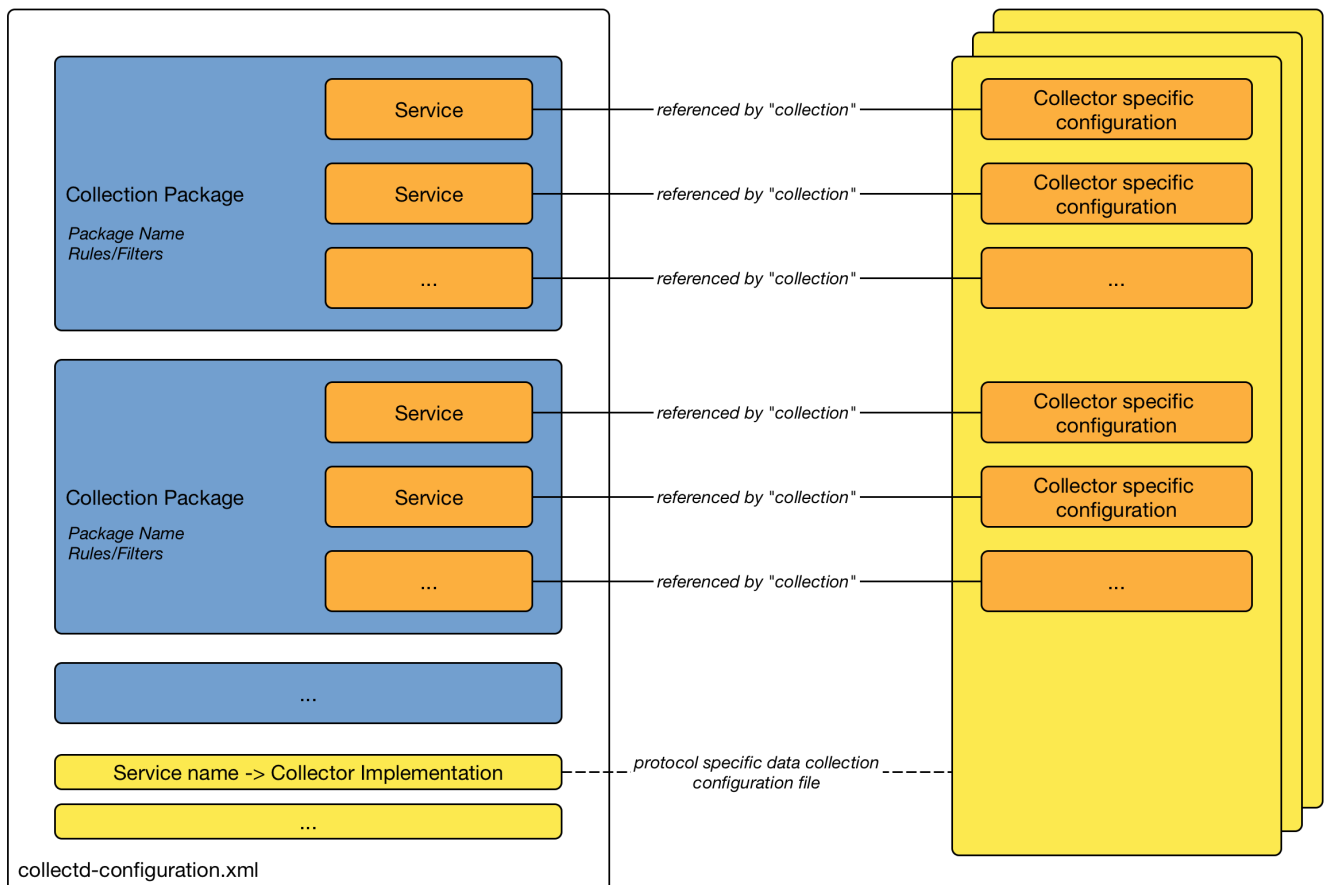 Service
referenced by "collection"
Collector specific
configuration
Collection Package
Package Name
Rules/Filters
Service
referenced by "collection"
Collector specific
configuration
...
referenced by "collection"
...
Service
referenced by "collection"
Collector specific
configuration
Collection Package
Package Name
Rules/Filters
Service
referenced by "collection"
Collector specific
configuration
...
referenced by "collection"
...
...
Service name -> Collector Implementation
protocol specific data collection
configuration file
...
collectd-configuration.xml